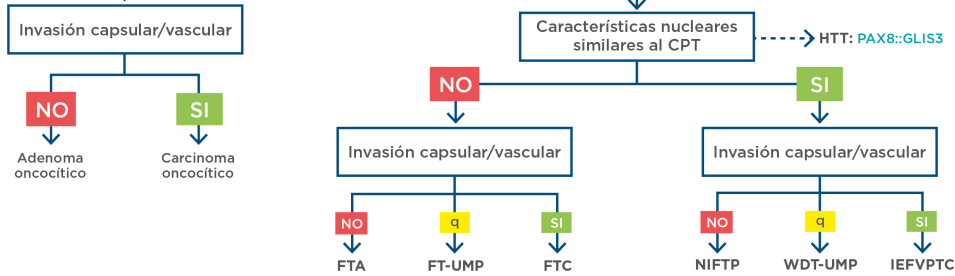 Invasión capsular/vascular
NO
SI
Adenoma
oncocítico
Carcinoma
oncocítico
Características nucleares
similares al CPT
HTT: PAX8::GLIS3
NO
SI
Invasión capsular/vascular
Invasión capsular/vascular
NO
q
SI
FTA
FT-UMP
FTC
NO
q
SI
NIFTP
WDT-UMP
IEFVPTC